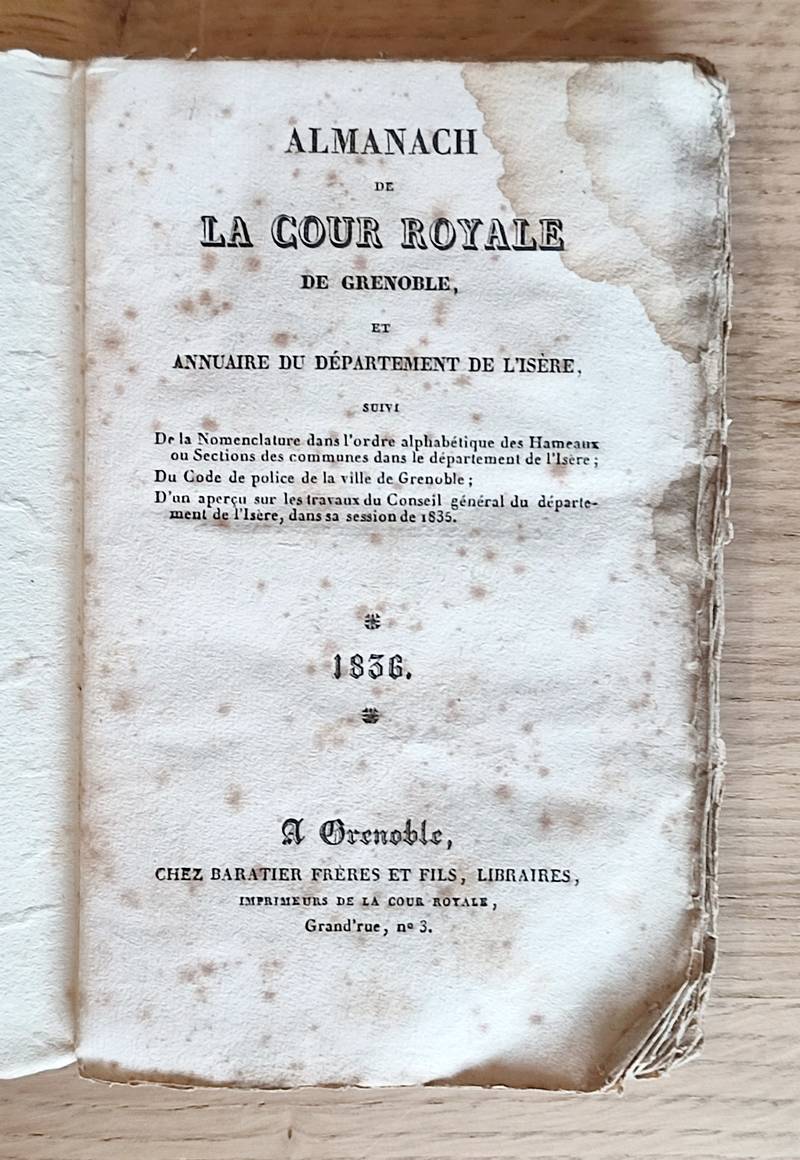 ALMANACH
DE
LA COUR ROYALE
DE GRENOBLE,
ET
ANNUAIRE DU DÉPARTEMENT DE L'ISÈRE,
SUIVI
De la Nomenclature dans l'ordre alphabétique des Hameaux
ou Sections des communes dans le département de l'Isère ;
Du Code de police de la ville de Grenoble ;
D'un aperçu sur les travaux du Conseil général du départe-
ment de l'Isère, dans sa session de 1835.
1836.
A Grenoble,
CHEZ BARATIER FRÈRES ET FILS, LIBRAIRES,
IMPRIMEURS DE LA COUR ROYALE,
Grand'rue, nº 3.